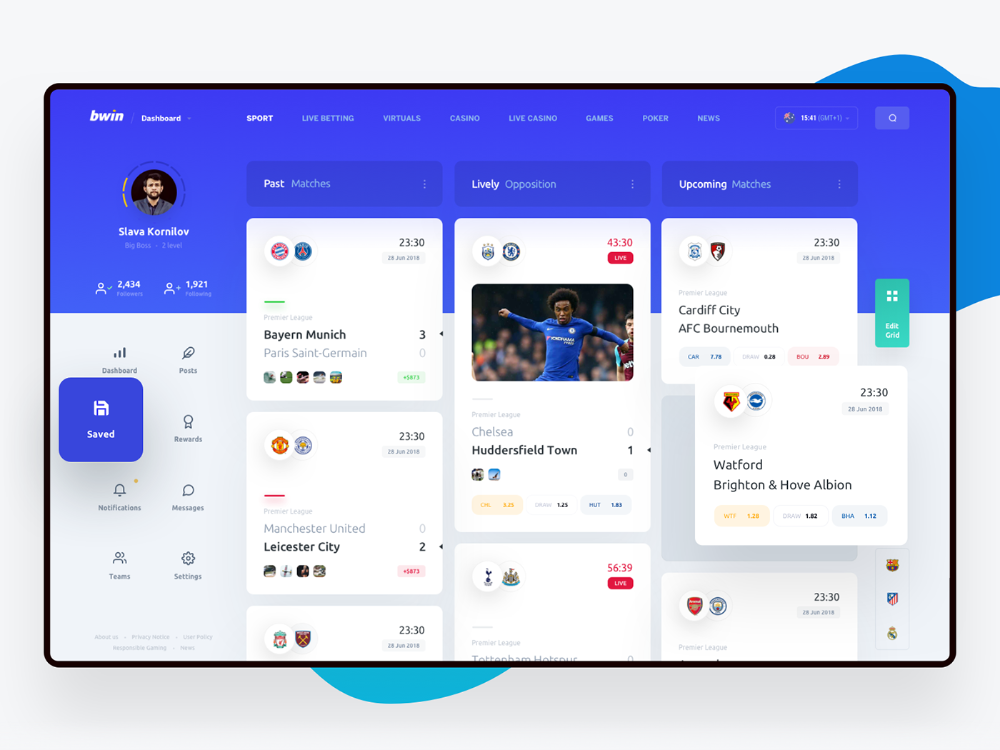 bwin
Dashboard
SPORT
LIVE BETTING
VIRTUALS
CASINO
LIVE CASINO
GAMES
POKER
NEWS
15:41 (GMT+1)
Slava Kornilov
Big Boss - 2 level
2,434
Followers
1,921
Following
Dashboard
Posts
Saved
Rewards
Notifications
Messages
Teams
Settings
About us • Privacy Notice • User Policy
Responsible Gaming • News
Past Matches
23:30
28 Jun 2018
Premier League
Bayern Munich 3
Paris Saint-Germain 0
+$873
23:30
28 Jun 2018
Premier League
Manchester United 0
Leicester City 2
+$873
23:30
28 Jun 2018
Lively Opposition
43:30
LIVE
YOKOHAMA
Premier League
Chelsea 0
Huddersfield Town 1
0
CHL 5.25
DRAW 1.25
HUT 1.83
56:39
LIVE
Premier League
Tottenham Hotspur 0
Upcoming Matches
23:30
28 Jun 2018
Premier League
Cardiff City
AFC Bournemouth
CAR 7.78
DRAW 0.28
BOU 2.89
23:30
28 Jun 2018
Premier League
Watford
Brighton & Hove Albion
WTF 1.28
DRAW 1.82
BHA 1.12
23:30
28 Jun 2018
Premier League
Edit
Grid